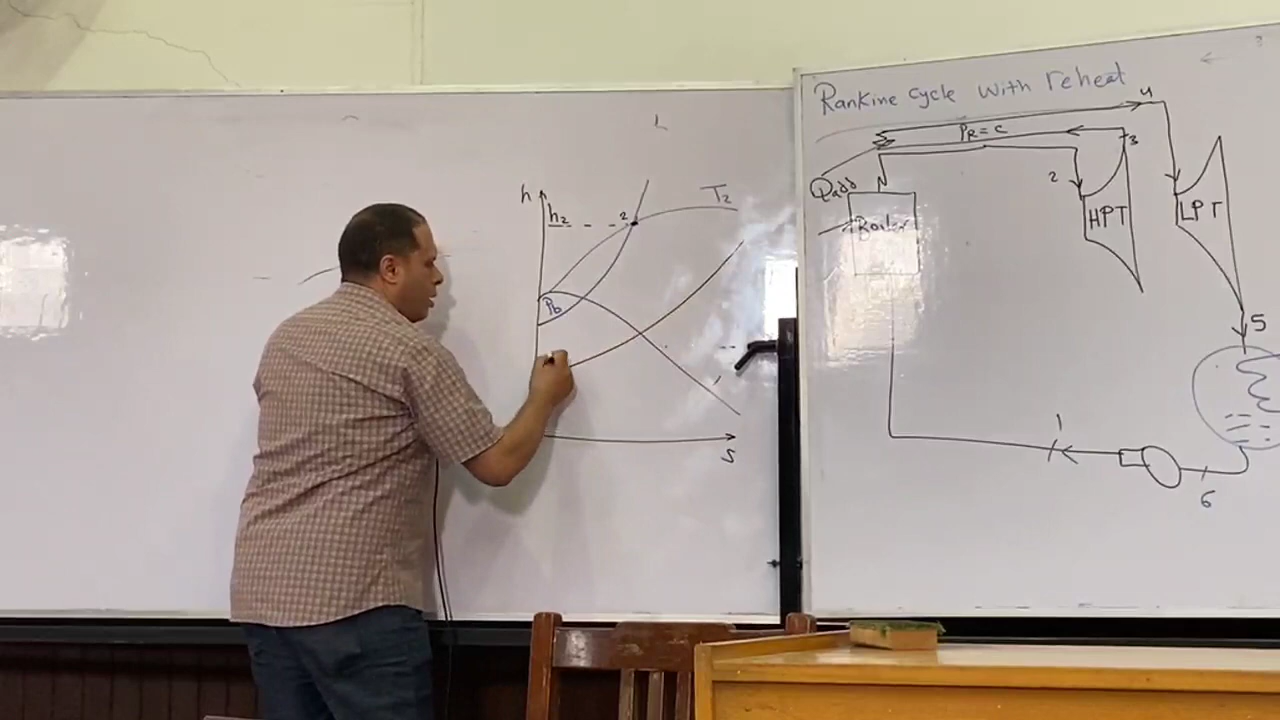 h
h₂
2
T₂
Pb
s
Rankine cycle with reheat
4
PR = C
3
Qadd
2
Boiler
HPT
LPT
5
1
6